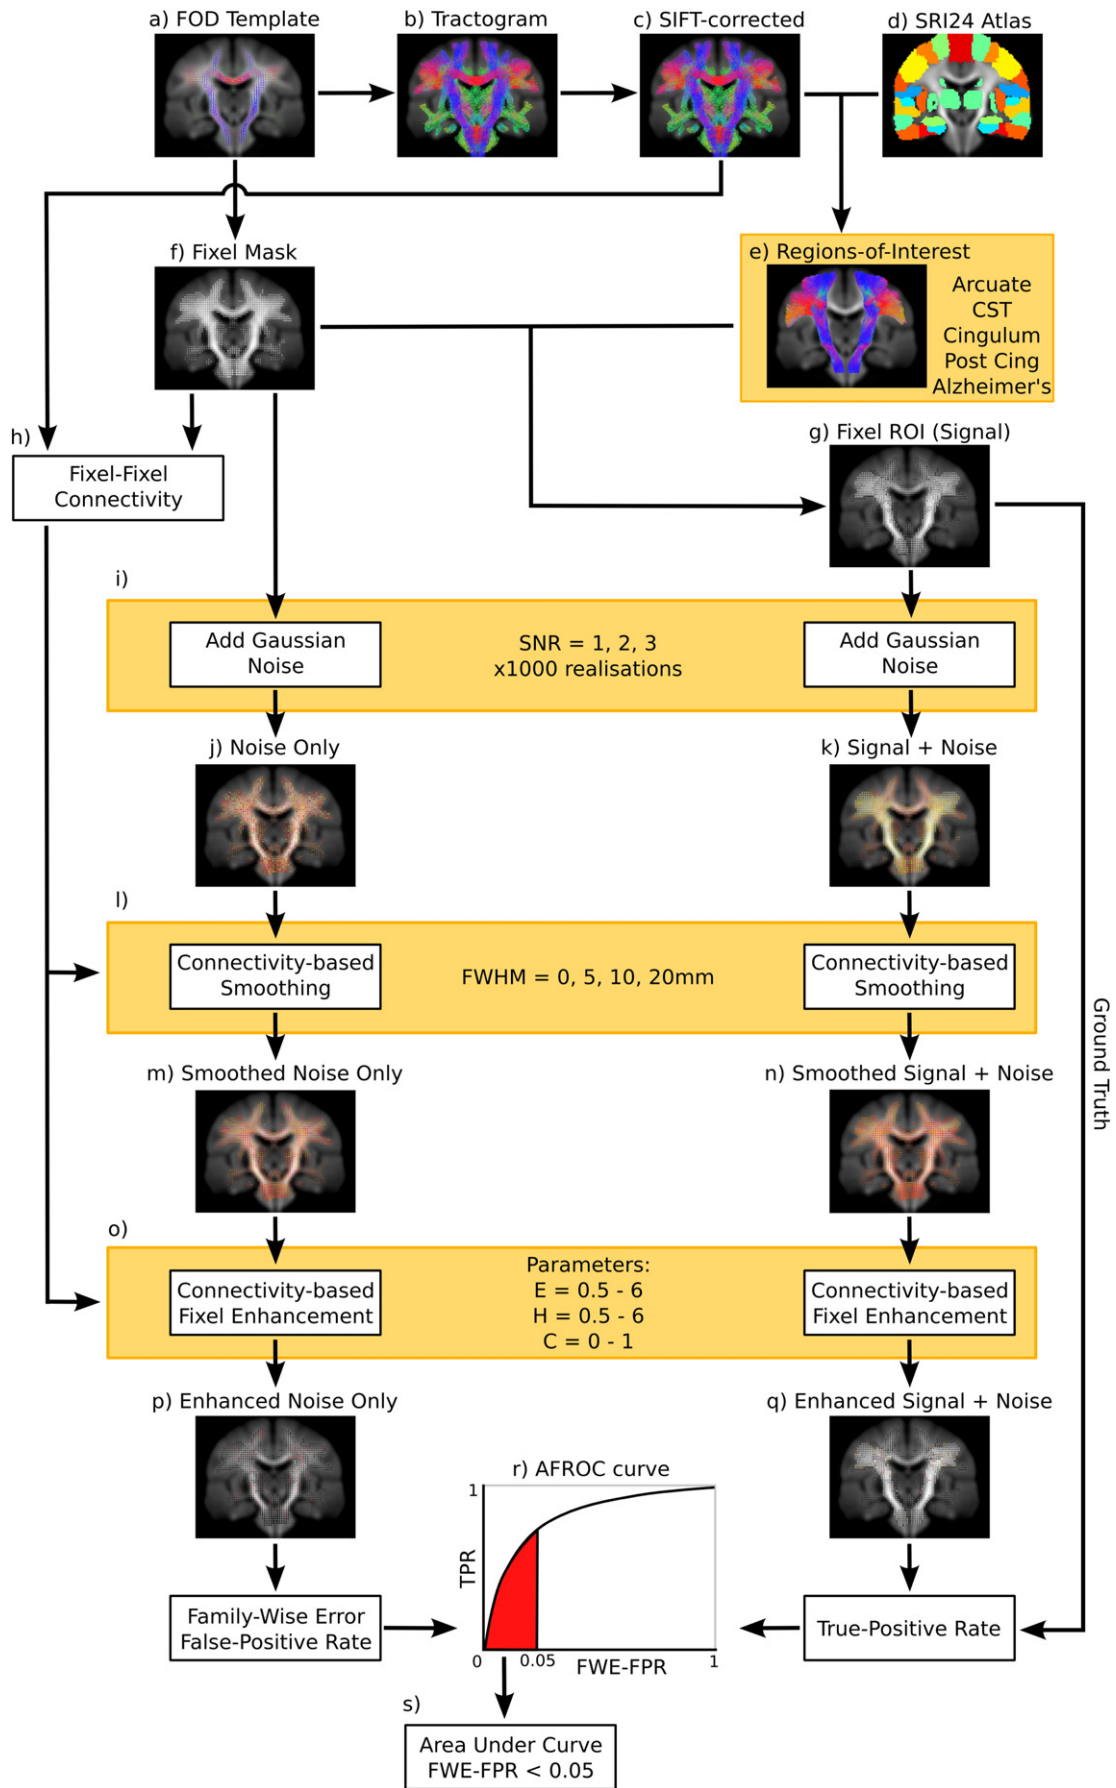 a) FOD Template
b) Tractogram
c) SIFT-corrected
d) SRI24 Atlas
f) Fixel Mask
e) Regions-of-Interest
Arcuate
CST
Cingulum
Post Cing
Alzheimer's
h)
Fixel-Fixel
Connectivity
g) Fixel ROI (Signal)
i)
Add Gaussian
Noise
SNR = 1, 2, 3
x1000 realisations
Add Gaussian
Noise
j) Noise Only
k) Signal + Noise
l)
Connectivity-based
Smoothing
FWHM = 0, 5, 10, 20mm
Connectivity-based
Smoothing
Ground Truth
m) Smoothed Noise Only
n) Smoothed Signal + Noise
o)
Connectivity-based
Fixel Enhancement
Parameters:
E = 0.5 - 6
H = 0.5 - 6
C = 0 - 1
Connectivity-based
Fixel Enhancement
p) Enhanced Noise Only
q) Enhanced Signal + Noise
r) AFROC curve
1
TPR
0
0.05
FWE-FPR
1
Family-Wise Error
False-Positive Rate
True-Positive Rate
s)
Area Under Curve
FWE-FPR < 0.05